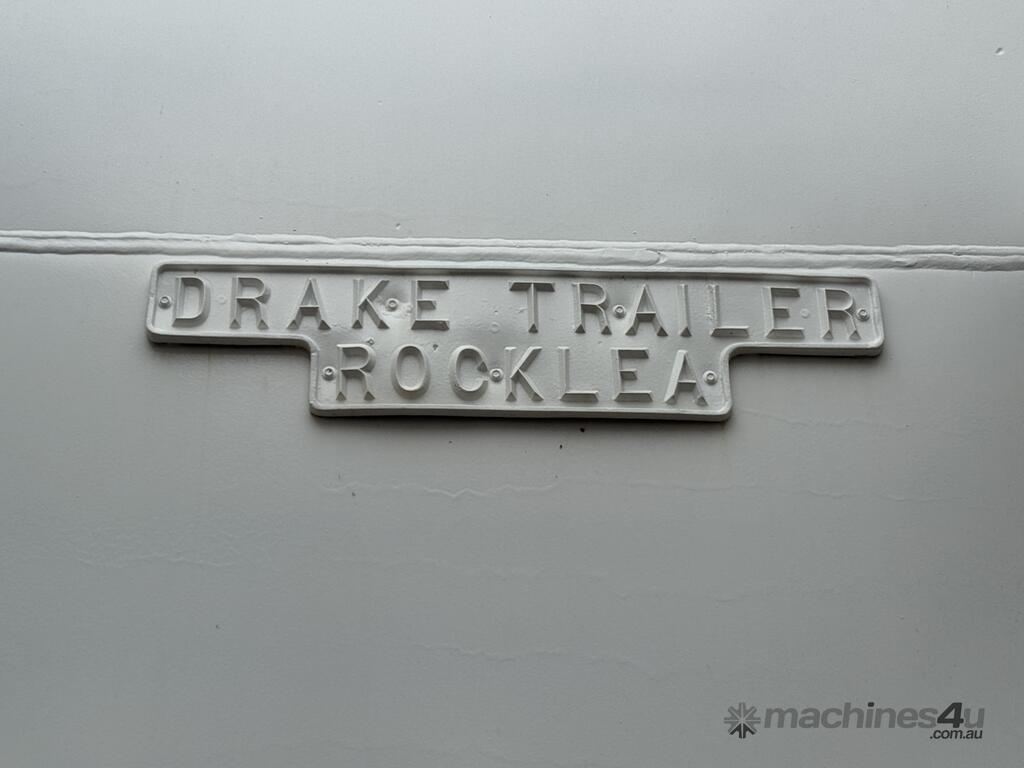 DRAKE TRAILER
ROCKLEA
machines4u
.com.au